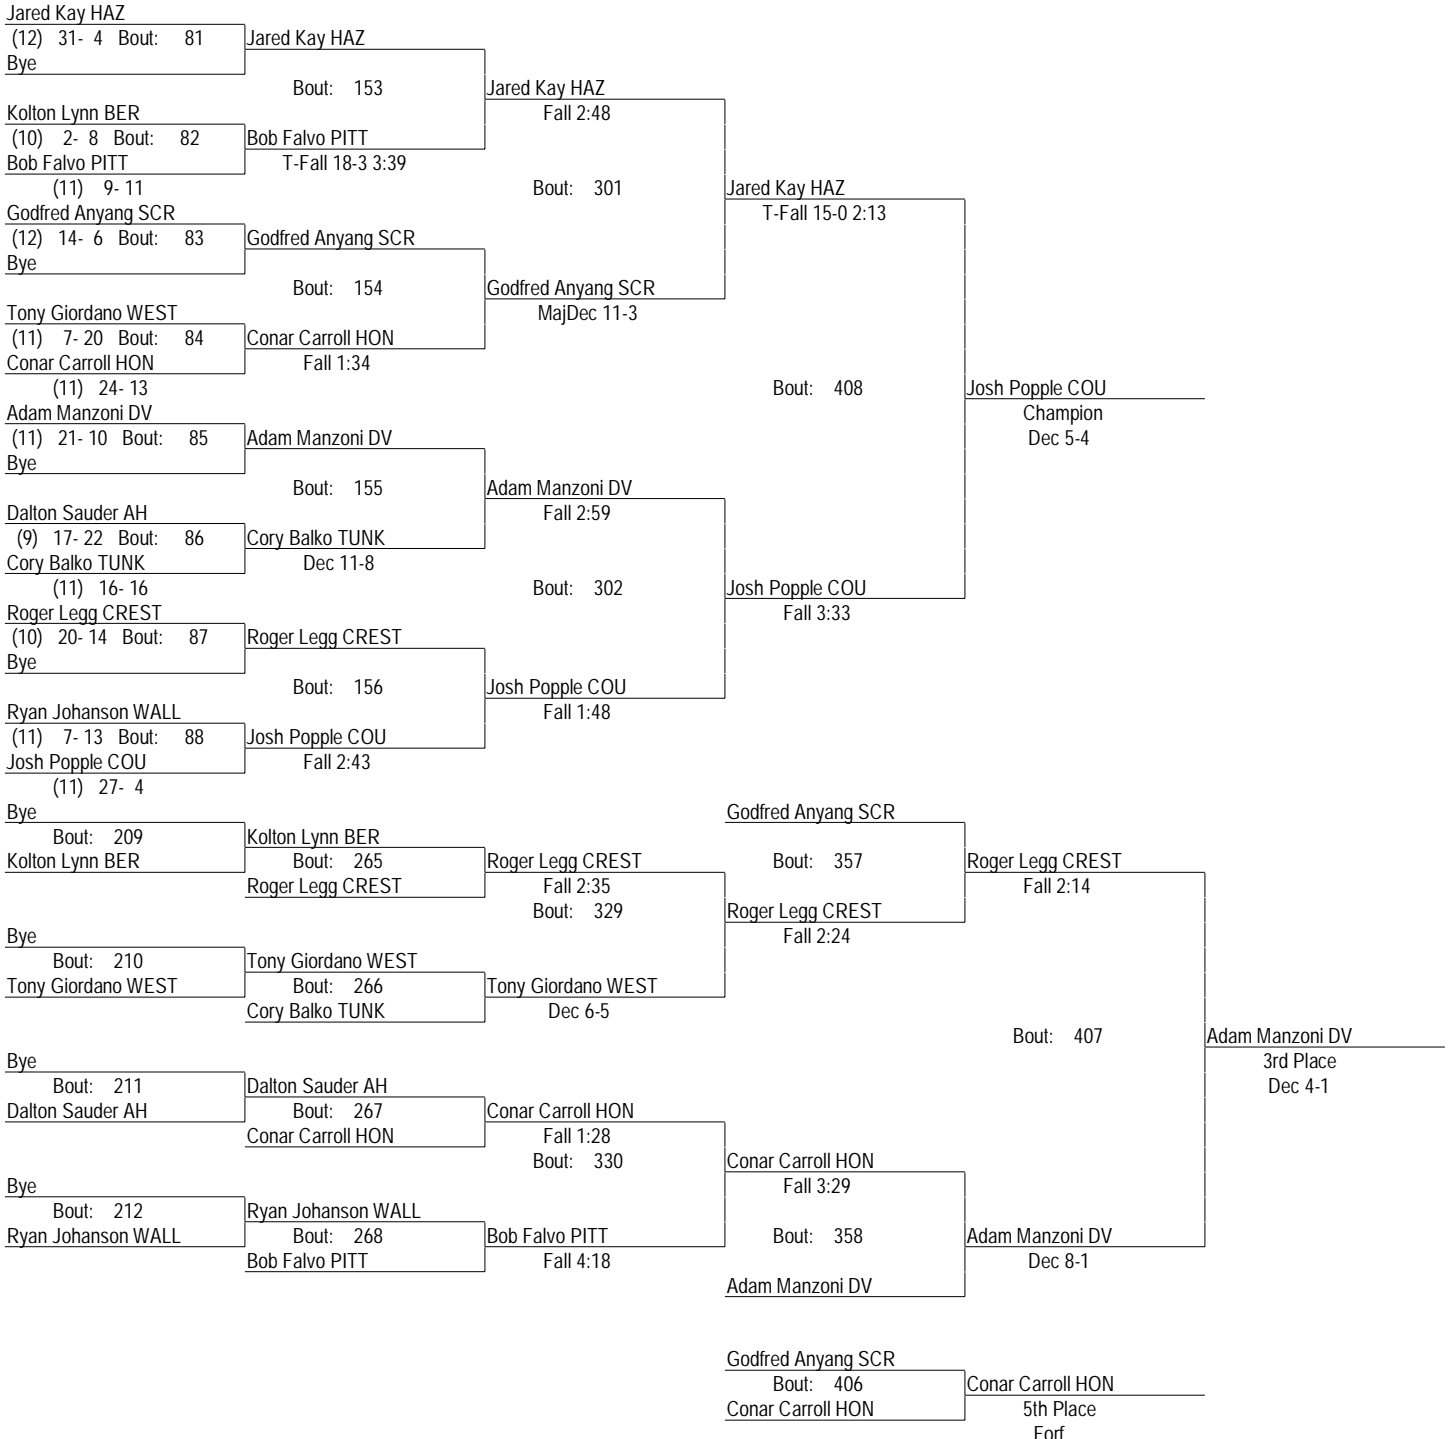 Jared Kay HAZ
(12) 31- 4 Bout: 81 Jared Kay HAZ
Bye
Bout: 153 Jared Kay HAZ
Kolton Lynn BER Fall 2:48
(10) 2- 8 Bout: 82 Bob Falvo PITT
Bob Falvo PITT T-Fall 18-3 3:39
(11) 9- 11 Bout: 301 Jared Kay HAZ
Godfred Anyang SCR T-Fall 15-0 2:13
(12) 14- 6 Bout: 83 Godfred Anyang SCR
Bye
Bout: 154 Godfred Anyang SCR
Tony Giordano WEST MajDec 11-3
(11) 7- 20 Bout: 84 Conar Carroll HON
Conar Carroll HON Fall 1:34
(11) 24- 13 Bout: 408 Josh Popple COU
Adam Manzoni DV Champion
(11) 21- 10 Bout: 85 Adam Manzoni DV Dec 5-4
Bye
Bout: 155 Adam Manzoni DV
Dalton Sauder AH Fall 2:59
(9) 17- 22 Bout: 86 Cory Balko TUNK
Cory Balko TUNK Dec 11-8
(11) 16- 16 Bout: 302 Josh Popple COU
Roger Legg CREST Fall 3:33
(10) 20- 14 Bout: 87 Roger Legg CREST
Bye
Bout: 156 Josh Popple COU
Ryan Johanson WALL Fall 1:48
(11) 7- 13 Bout: 88 Josh Popple COU
Josh Popple COU Fall 2:43
(11) 27- 4
Bye Godfred Anyang SCR
Bout: 209 Kolton Lynn BER
Kolton Lynn BER Bout: 265 Roger Legg CREST Bout: 357 Roger Legg CREST
Roger Legg CREST Fall 2:35 Fall 2:14
Bout: 329 Roger Legg CREST
Bye Fall 2:24
Bout: 210 Tony Giordano WEST
Tony Giordano WEST Bout: 266 Tony Giordano WEST
Cory Balko TUNK Dec 6-5
Bout: 407 Adam Manzoni DV
Bye 3rd Place
Bout: 211 Dalton Sauder AH Dec 4-1
Dalton Sauder AH Bout: 267 Conar Carroll HON
Conar Carroll HON Fall 1:28
Bout: 330 Conar Carroll HON
Bye Fall 3:29
Bout: 212 Ryan Johanson WALL
Ryan Johanson WALL Bout: 268 Bob Falvo PITT Bout: 358 Adam Manzoni DV
Bob Falvo PITT Fall 4:18 Dec 8-1
Adam Manzoni DV
Godfred Anyang SCR
Bout: 406 Conar Carroll HON
Conar Carroll HON 5th Place
Forf